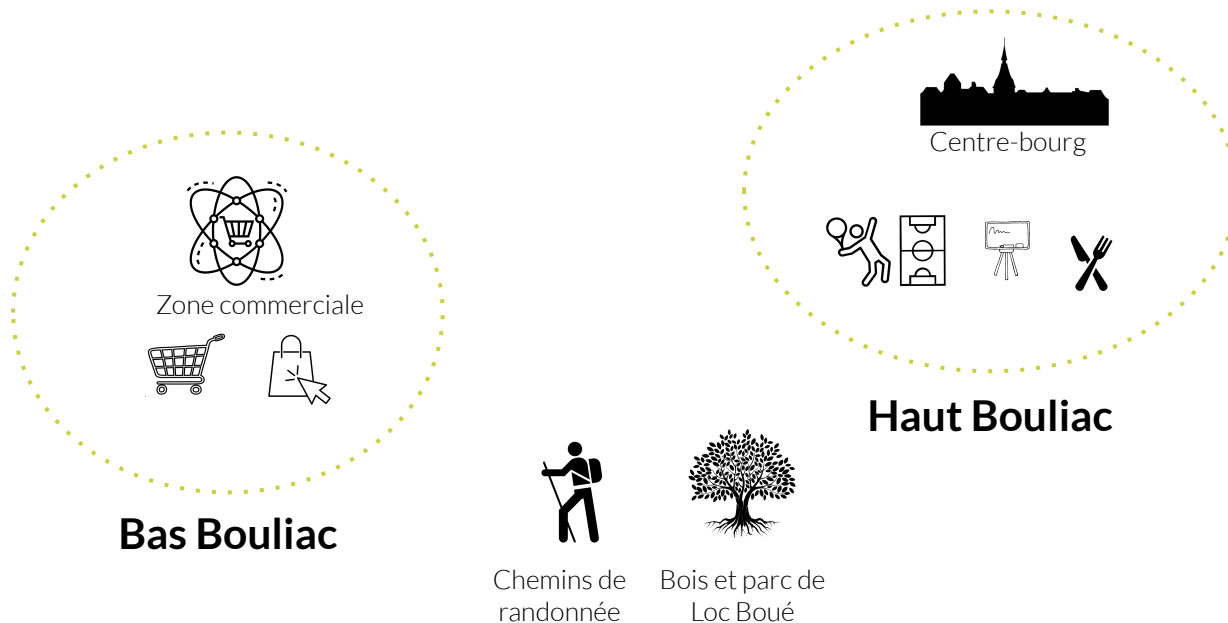 Centre-bourg
Zone commerciale
Haut Bouliac
Bas Bouliac
Chemins de
randonnée
Bois et parc de
Loc Boué